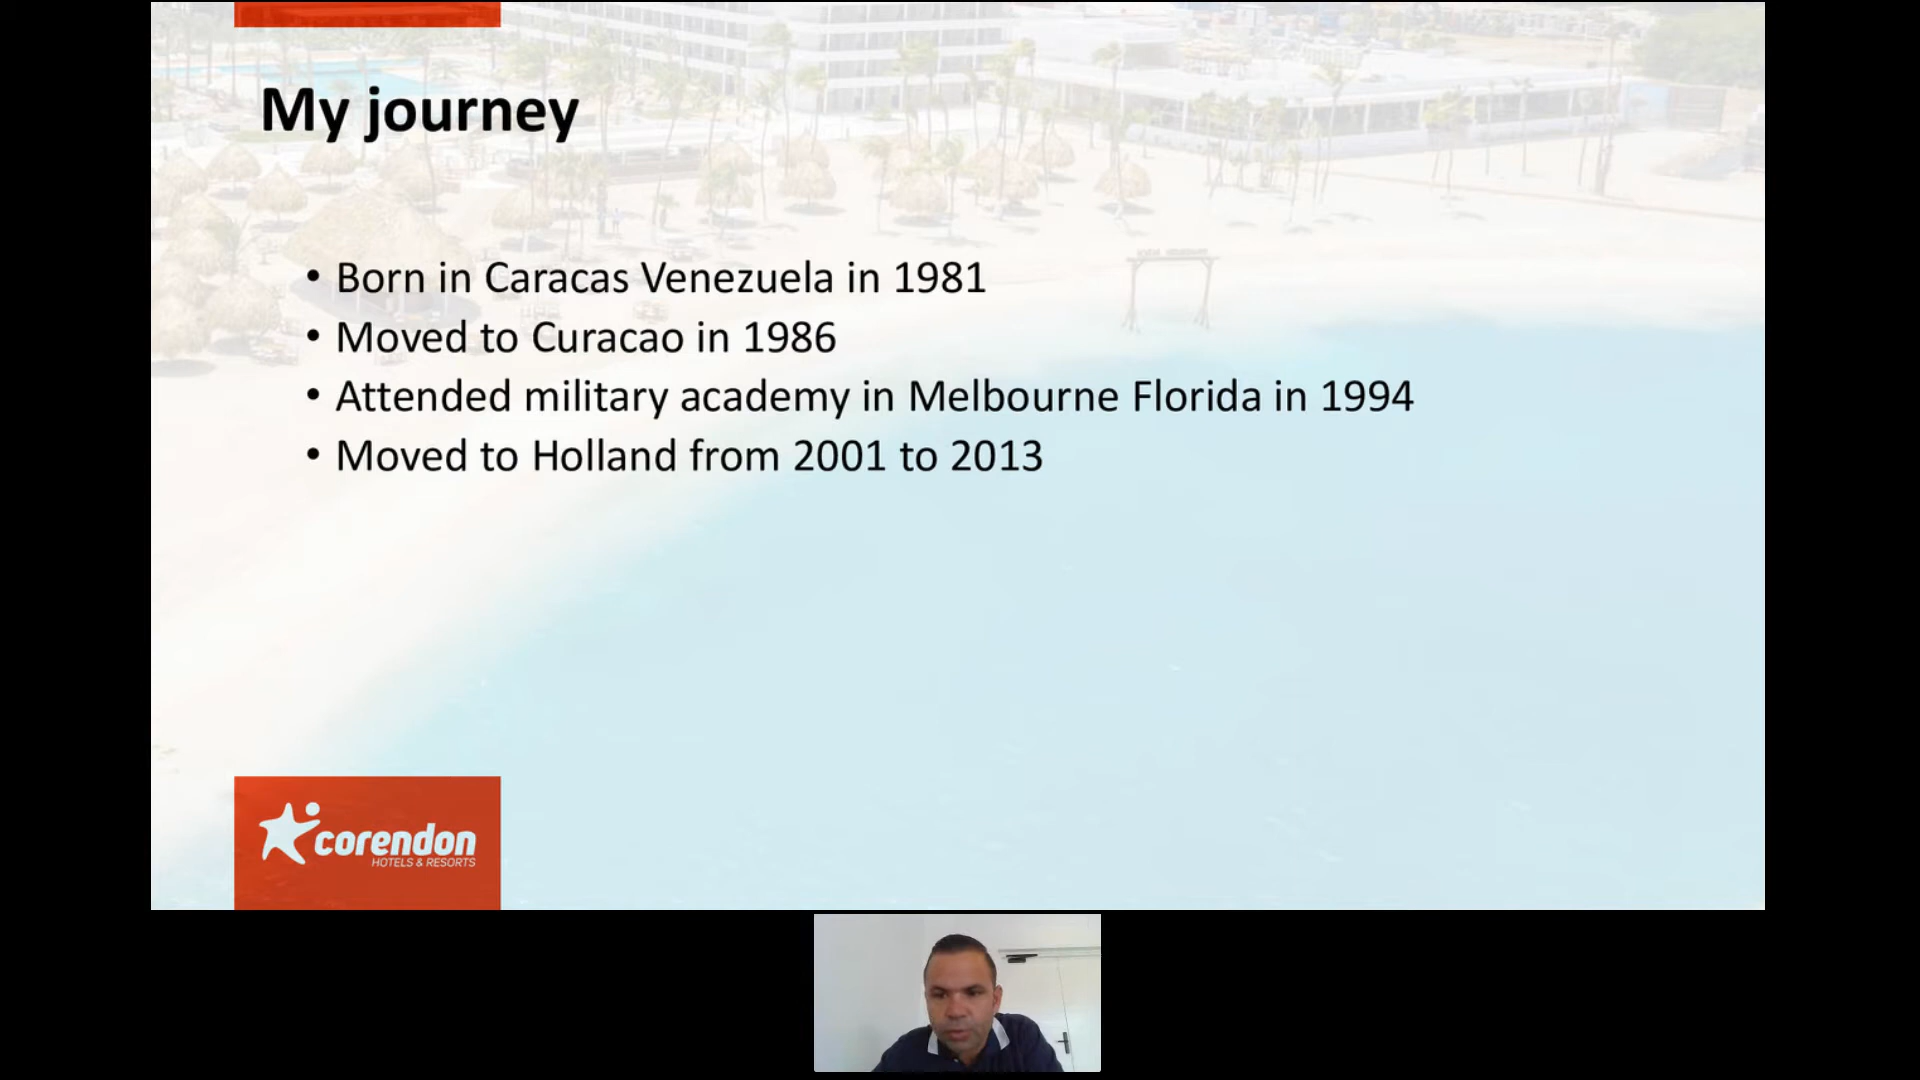 My journey
• Born in Caracas Venezuela in 1981
• Moved to Curacao in 1986
• Attended military academy in Melbourne Florida in 1994
• Moved to Holland from 2001 to 2013
corendon
HOTELS & RESORTS